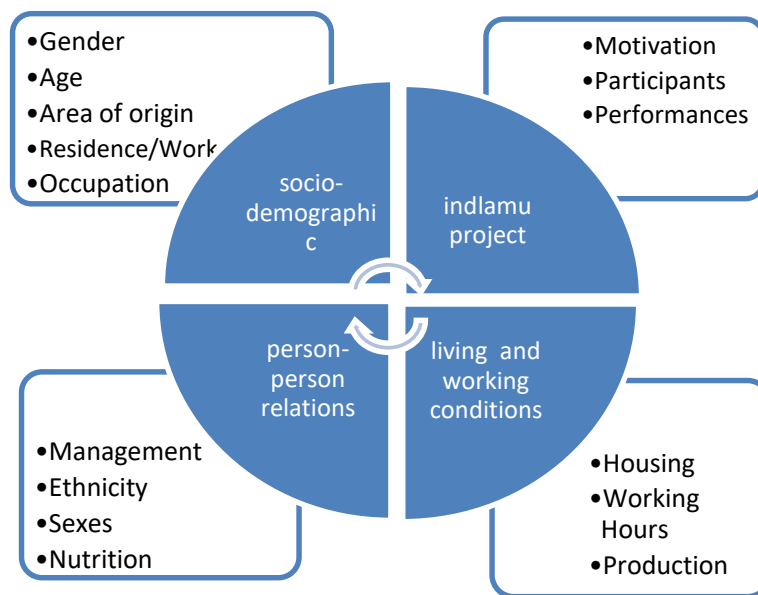 •Gender
•Age
•Area of origin
•Residence/Work
•Occupation
•Motivation
•Participants
•Performances
socio-
demographi
c
indlamu
project
person-
person
relations
living and
working
conditions
•Management
•Ethnicity
•Sexes
•Nutrition
•Housing
•Working
Hours
•Production